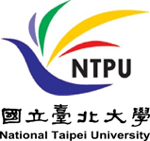 NTPU
國立臺北大學
National Taipei University